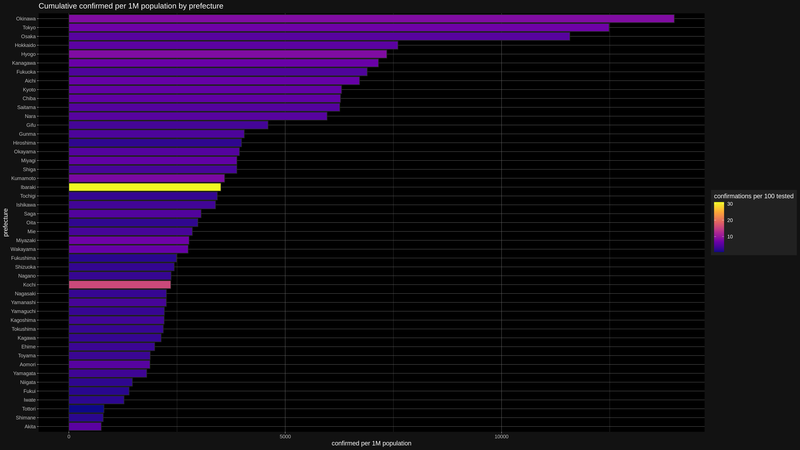 Cumulative confirmed per 1M population by prefecture
prefecture
Okinawa
Tokyo
Osaka
Hokkaido
Hyogo
Kanagawa
Fukuoka
Aichi
Kyoto
Chiba
Saitama
Nara
Gifu
Gunma
Hiroshima
Okayama
Miyagi
Shiga
Kumamoto
Ibaraki
Tochigi
Ishikawa
Saga
Oita
Mie
Miyazaki
Wakayama
Fukushima
Shizuoka
Nagano
Kochi
Nagasaki
Yamanashi
Yamaguchi
Kagoshima
Tokushima
Kagawa
Ehime
Toyama
Aomori
Yamagata
Niigata
Fukui
Iwate
Tottori
Shimane
Akita
0 5000 10000
confirmed per 1M population
confirmations per 100 tested
30
20
10